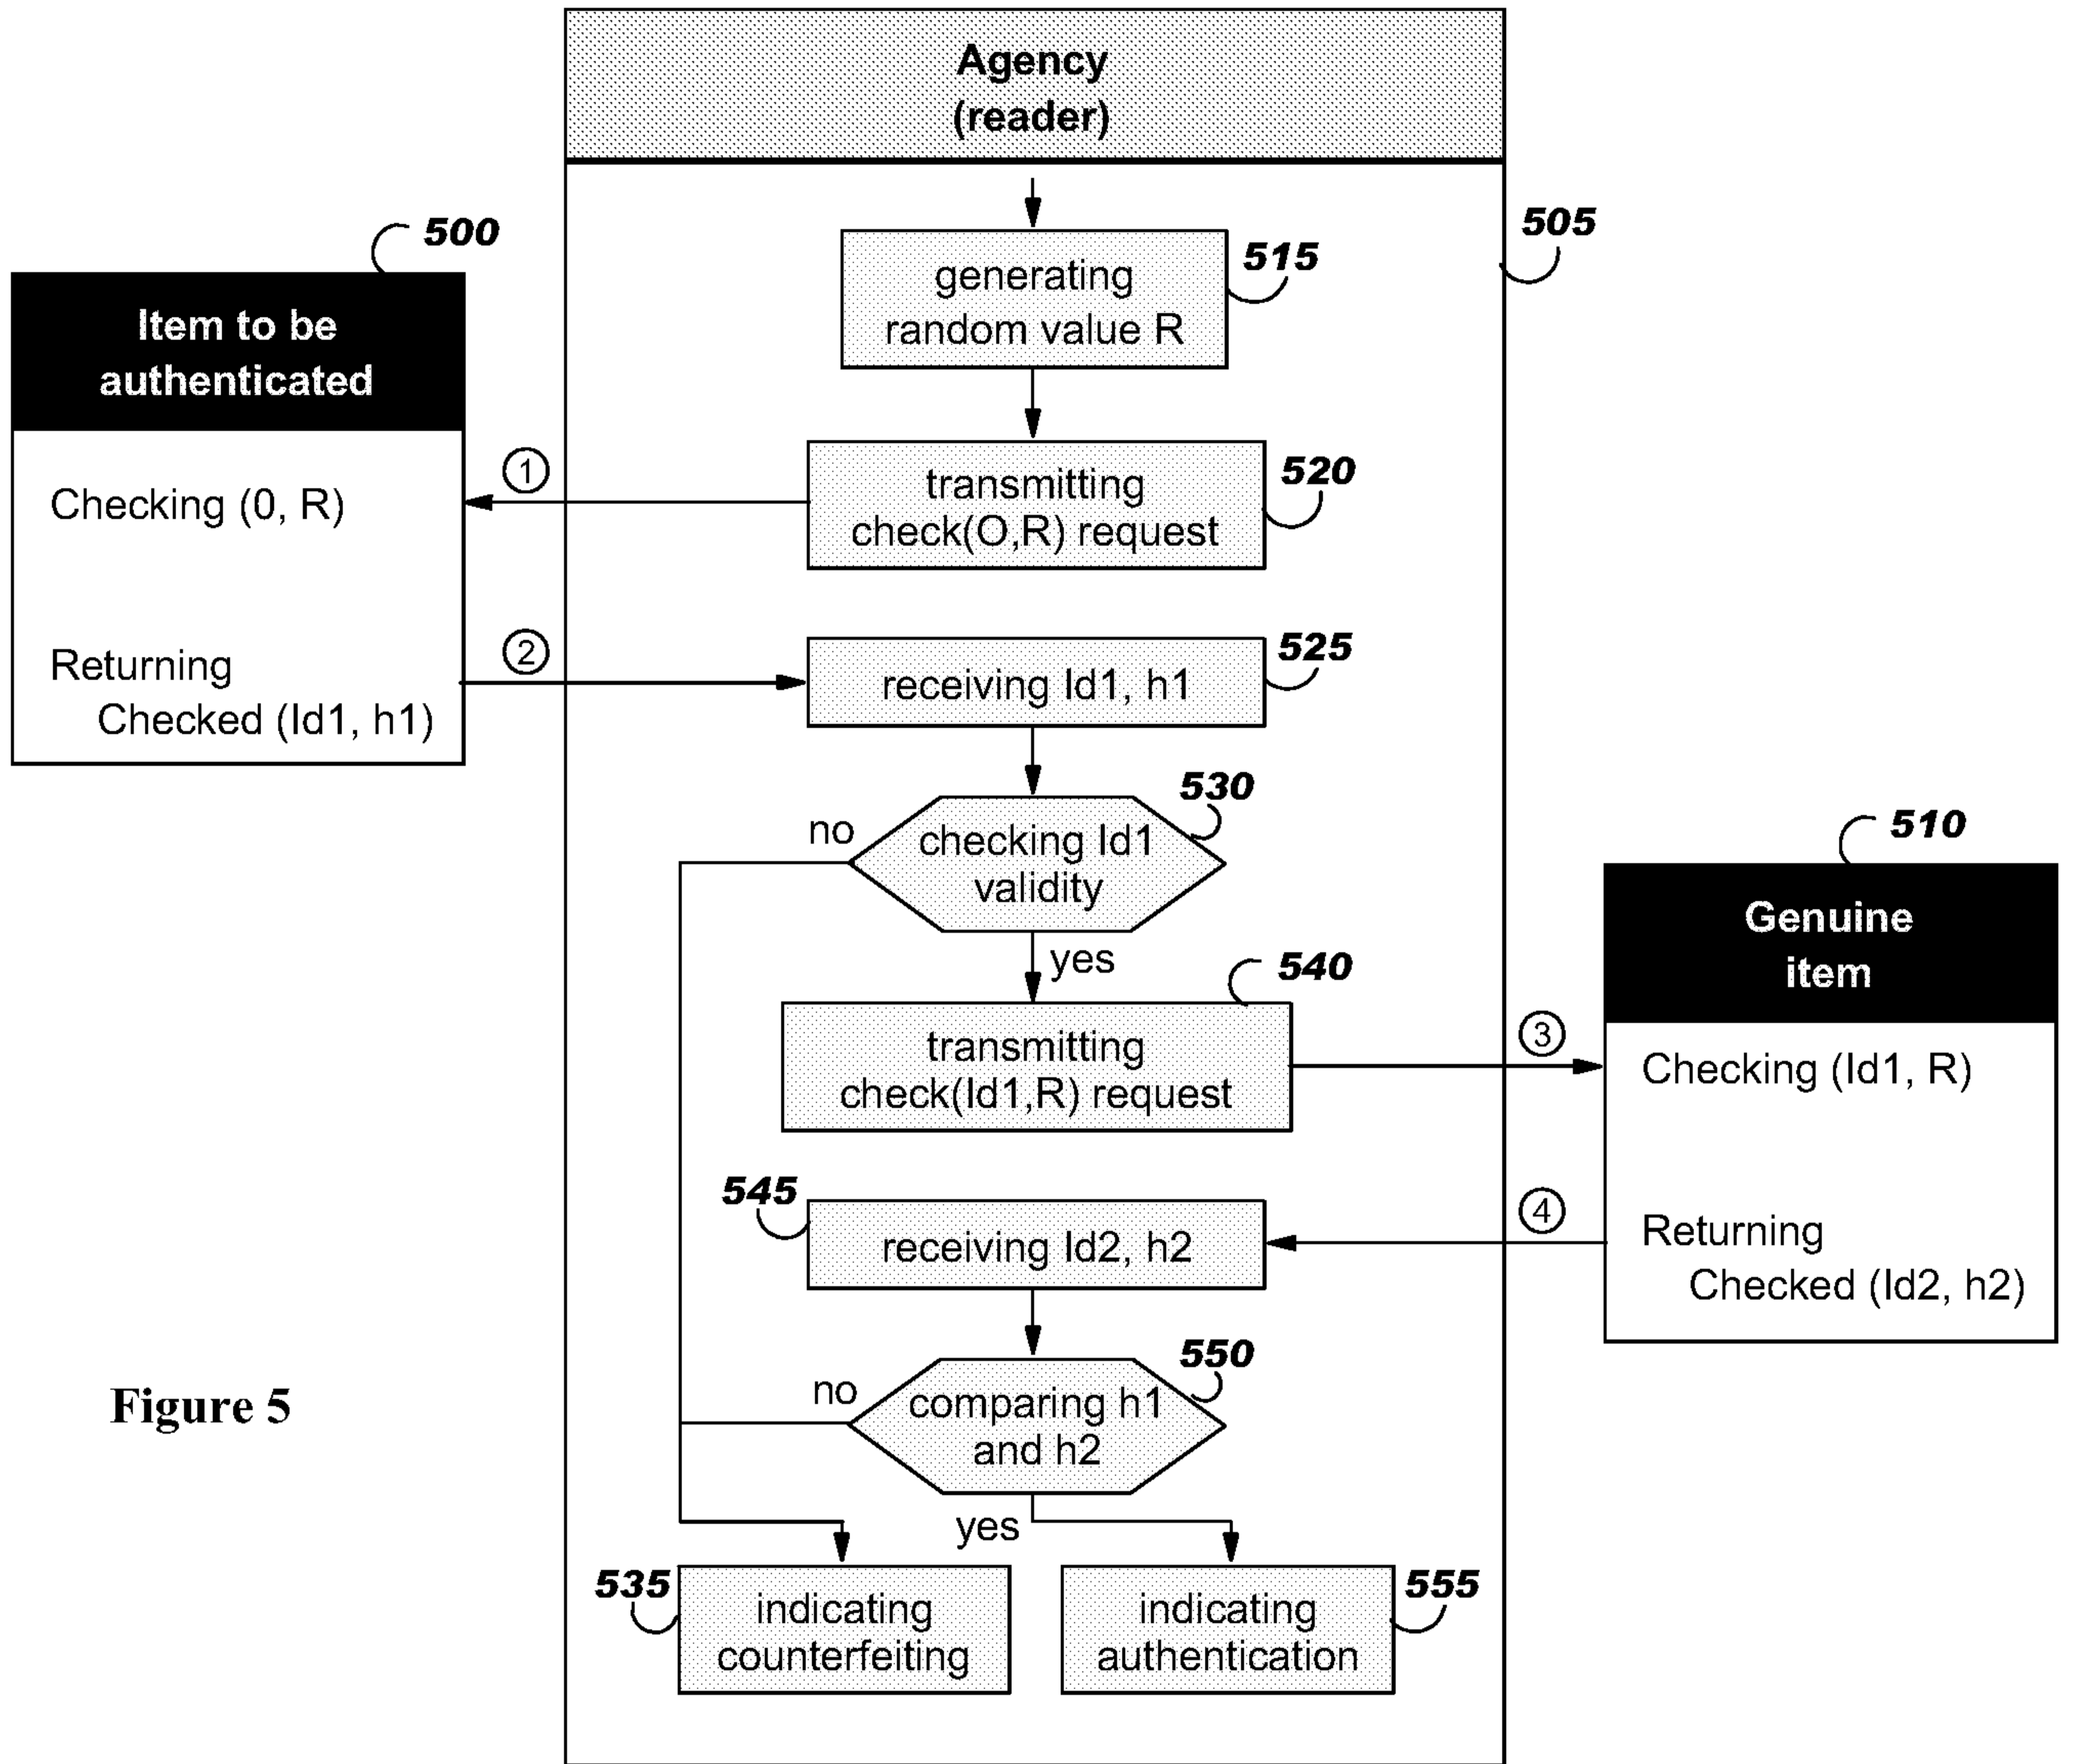 Agency
(reader)
500
505
Item to be
authenticated
generating
random value R
515
Checking (0, R)
1
transmitting
check(O,R) request
520
Returning
Checked (Id1, h1)
2
receiving Id1, h1
525
530
no
checking Id1
validity
yes
510
Genuine
item
540
transmitting
check(Id1,R) request
3
Checking (Id1, R)
545
receiving Id2, h2
4
Returning
Checked (Id2, h2)
550
no
comparing h1
and h2
yes
Figure 5
535
indicating
counterfeiting
indicating
authentication
555